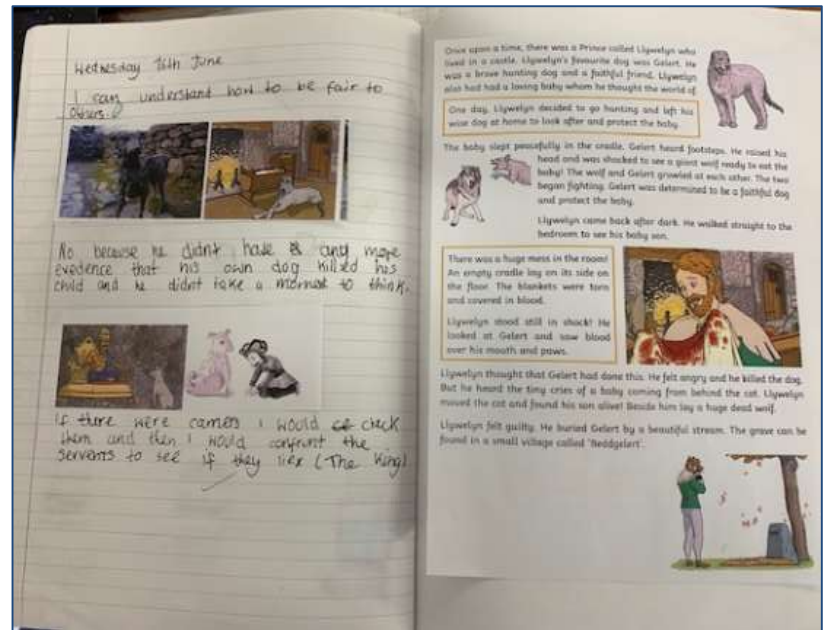 Wednesday 16th June
I can understand how to be fair to
others.
No because he didnt have any more
evedence that his own dog killed his
child and he didnt take a moment to think.
if there were camers I would check
them and then I would confront the
servents to see if they liex (The King)
Once upon a time, there was a Prince called Llywelyn who
lived in a castle. Llywelyn's favourite dog was Gelert. He
was a brave hunting dog and a faithful friend. Llywelyn
also had had a loving baby whom he thought the world of.
One day, Llywelyn decided to go hunting and left his
wise dog at home to look after and protect the baby.
The baby slept peacefully in the cradle. Gelert heard footsteps. He raised his
head and was shocked to see a giant wolf ready to eat the
baby! The wolf and Gelert growled at each other. The two
began fighting. Gelert was determined to be a faithful dog
and protect the baby.
Llywelyn came back after dark. He walked straight to the
bedroom to see his baby son.
There was a huge mess in the room!
An empty cradle lay on its side on
the floor. The blankets were torn
and covered in blood.
Llywelyn stood still in shock! He
looked at Gelert and saw blood
over his mouth and paws.
Llywelyn thought that Gelert had done this. He felt angry and he killed the dog.
But he heard the tiny cries of a baby coming from behind the cot. Llywelyn
moved the cot and found his son alive! Beside him lay a huge dead wolf.
Llywelyn felt guilty. He buried Gelert by a beautiful stream. The grave can be
found in a small village called 'Beddgelert'.